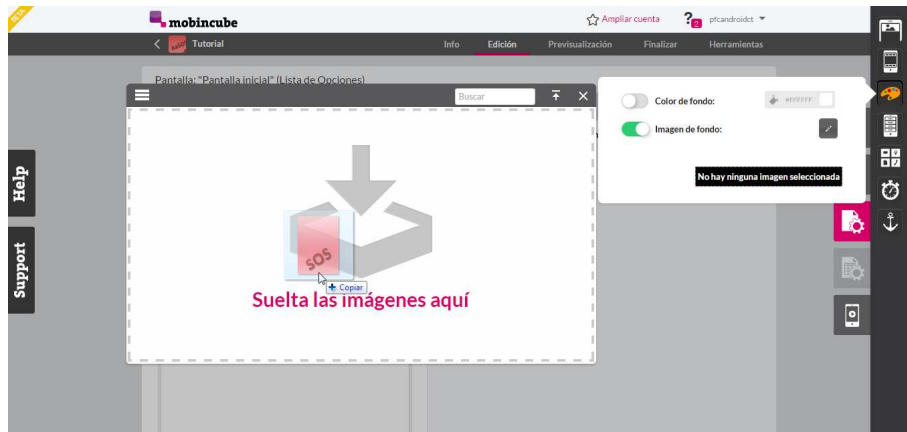 BETA
mobincube
Ampliar cuenta
?
2
pfcandroidct
Tutorial
Info
Edición
Previsualización
Finalizar
Herramientas
Pantalla: "Pantalla inicial" (Lista de Opciones)
Buscar
Color de fondo:
#FFFFFF
Imagen de fondo:
No hay ninguna imagen seleccionada
Help
Support
SOS
Copiar
Suelta las imágenes aquí